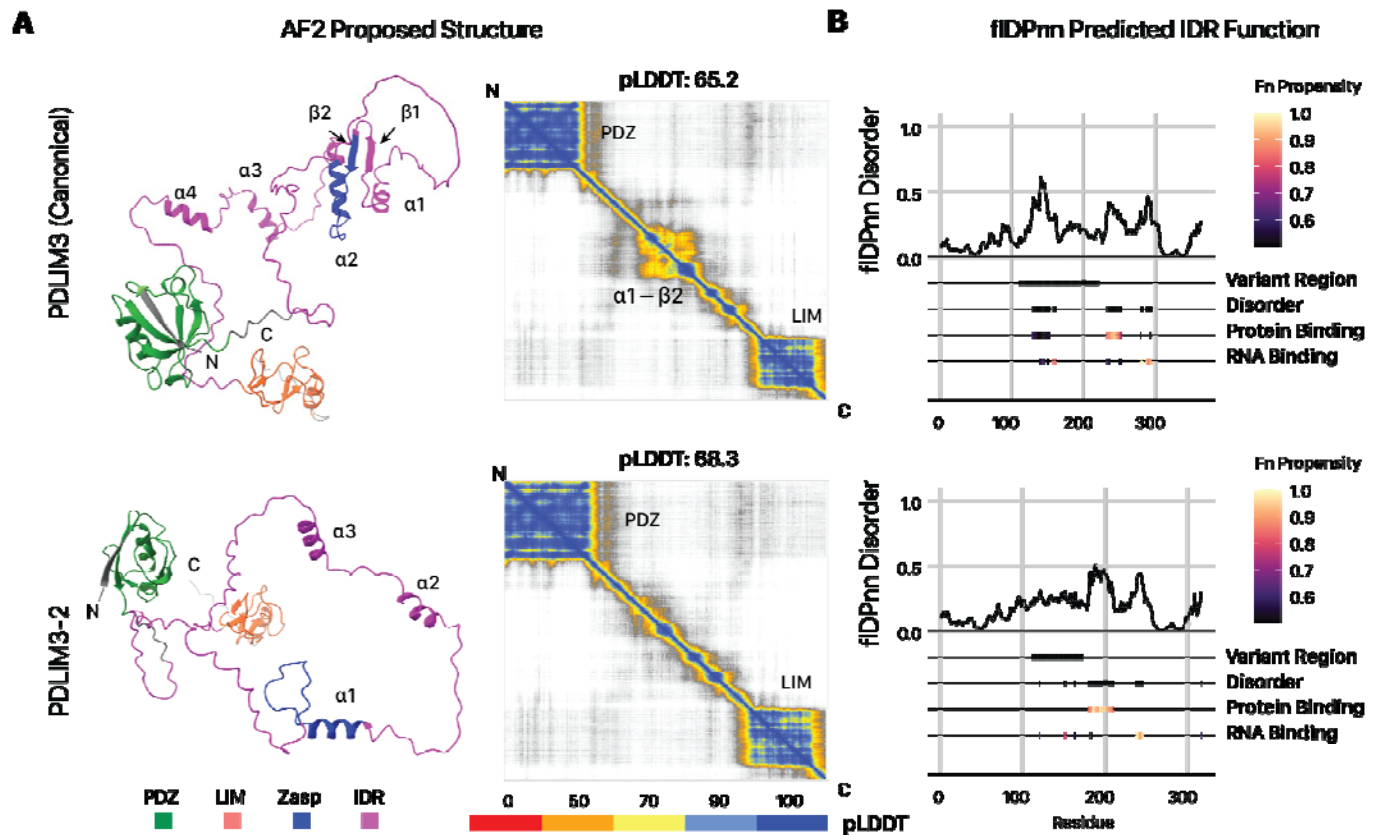 A
AF2 Proposed Structure
B
flDPnn Predicted IDR Function
PDLIM3 (Canonical)
β2
β1
α3
α4
α1
α2
C
N
pLDDT: 65.2
N
PDZ
α1 – β2
LIM
C
Fn Propensity
1.0
0.9
0.8
0.7
0.6
flDPnn Disorder
1.0
0.5
0.0
Variant Region
Disorder
Protein Binding
RNA Binding
0 100 200 300
PDLIM3-2
α3
C
α2
N
α1
pLDDT: 68.3
N
PDZ
LIM
C
Fn Propensity
1.0
0.9
0.8
0.7
0.6
flDPnn Disorder
1.0
0.5
0.0
Variant Region
Disorder
Protein Binding
RNA Binding
0 100 200 300
Residue
PDZ LIM Zasp IDR
0 50 70 90 100
pLDDT